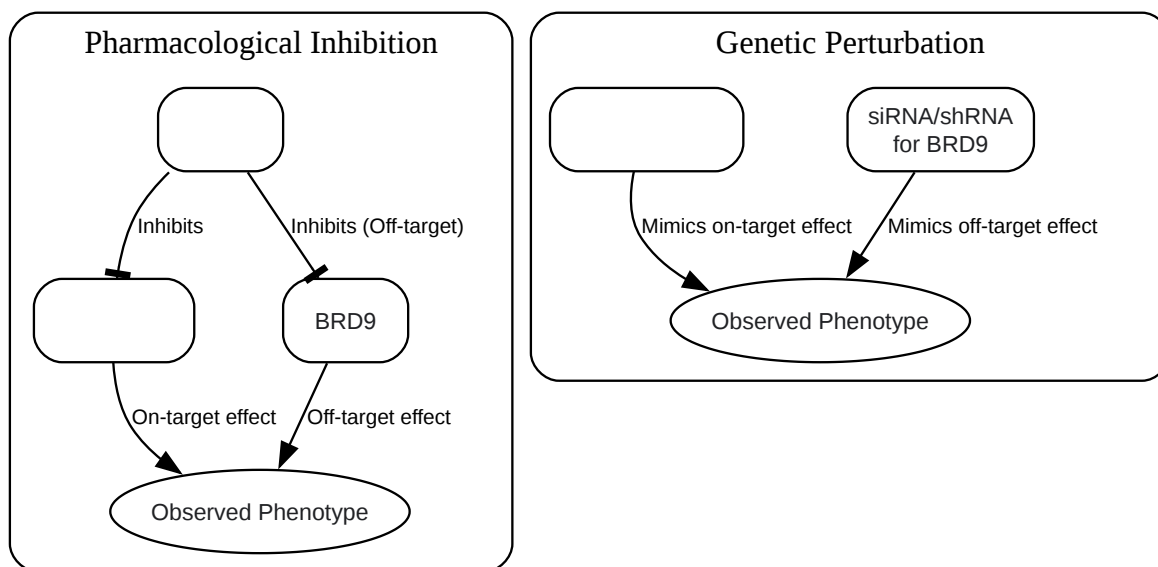 Pharmacological Inhibition
Inhibits
Inhibits (Off-target)
BRD9
On-target effect
Off-target effect
Observed Phenotype
Genetic Perturbation
siRNA/shRNA
for BRD9
Mimics on-target effect
Mimics off-target effect
Observed Phenotype